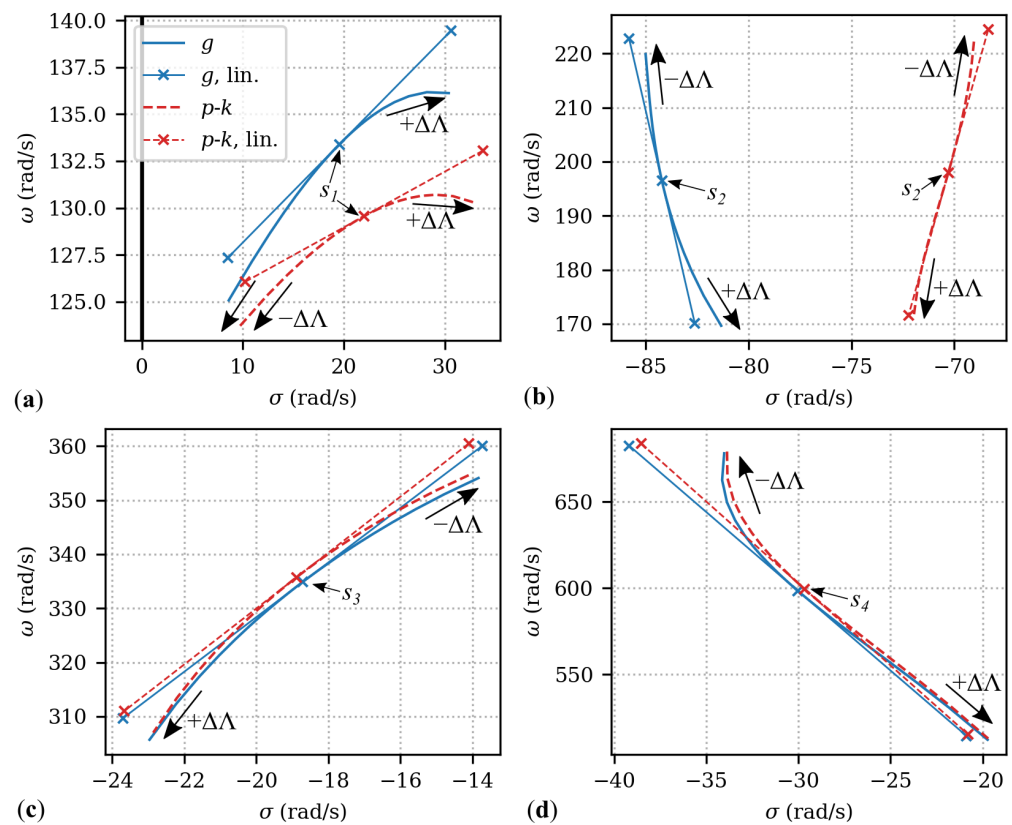 140.0
137.5
135.0
132.5
130.0
127.5
125.0
ω (rad/s)
g
g, lin.
p-k
p-k, lin.
+ΔΛ
s1
+ΔΛ
−ΔΛ
0
10
20
30
σ (rad/s)
(a)
220
210
200
190
180
170
ω (rad/s)
−ΔΛ
−ΔΛ
s2
s2
+ΔΛ
+ΔΛ
−85
−80
−75
−70
σ (rad/s)
(b)
360
350
340
330
320
310
ω (rad/s)
−ΔΛ
s3
+ΔΛ
−24
−22
−20
−18
−16
−14
σ (rad/s)
(c)
650
600
550
ω (rad/s)
−ΔΛ
s4
+ΔΛ
−40
−35
−30
−25
−20
σ (rad/s)
(d)